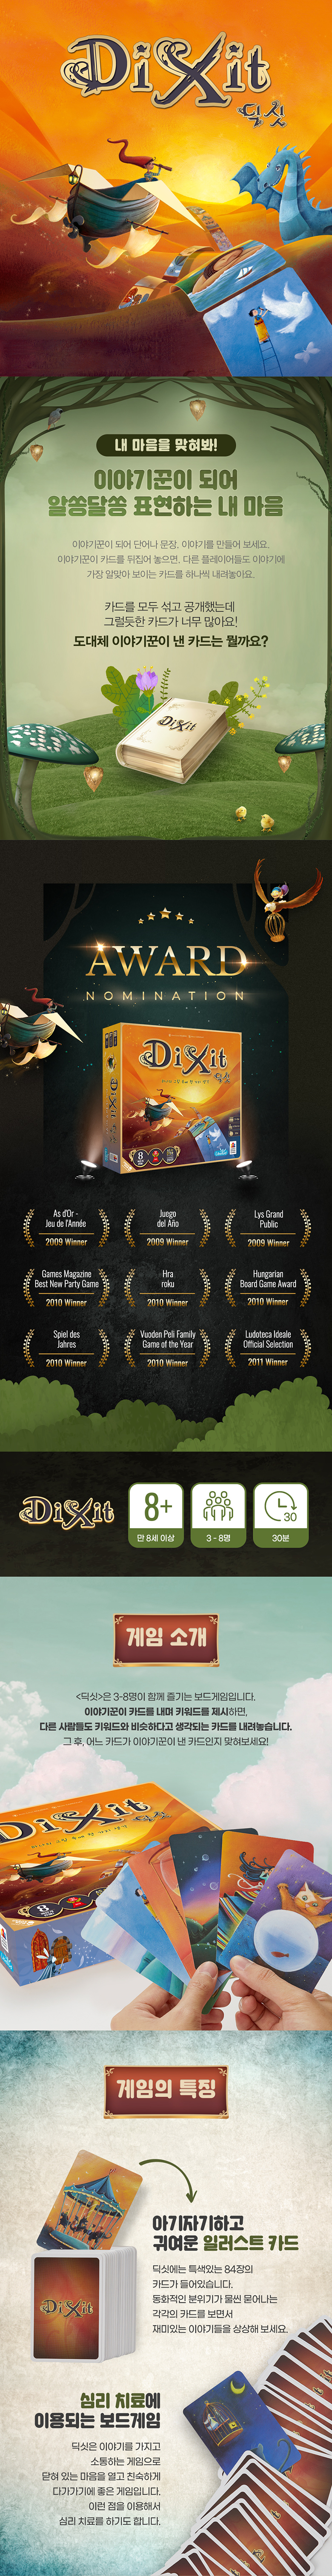 DiXit
딕싯
내 마음을 맞혀봐!
이야기꾼이 되어
알쏭달쏭 표현하는 내 마음
이야기꾼이 되어 단어나 문장, 이야기를 만들어 보세요.
이야기꾼이 카드를 뒤집어 놓으면, 다른 플레이어들도 이야기에
가장 알맞아 보이는 카드를 하나씩 내려놓아요.
카드를 모두 섞고 공개했는데
그럴듯한 카드가 너무 많아요!
도대체 이야기꾼이 낸 카드는 뭘까요?
DiXit
AWARD
NOMINATION
DiXit
딕싯
DiXit
8
As d'Or -
Jeu de l'Année
2009 Winner
Juego
del Año
2009 Winner
Lys Grand
Public
2009 Winner
Games Magazine
Best New Party Game
2010 Winner
Hra
roku
2010 Winner
Hungarian
Board Game Award
2010 Winner
Spiel des
Jahres
2010 Winner
Vuoden Peli Family
Game of the Year
2010 Winner
Ludoteca Ideale
Official Selection
2011 Winner
DiXit
8+
만 8세 이상
3 - 8명
30
30분
게임 소개
<딕싯>은 3-8명이 함께 즐기는 보드게임입니다.
이야기꾼이 카드를 내며 키워드를 제시하면,
다른 사람들도 키워드와 비슷하다고 생각되는 카드를 내려놓습니다.
그 후, 어느 카드가 이야기꾼이 낸 카드인지 맞혀보세요!
DiXit
딕싯
8
게임의 특징
아기자기하고
귀여운 일러스트 카드
딕싯에는 특색있는 84장의
카드가 들어있습니다.
동화적인 분위기가 물씬 묻어나는
각각의 카드를 보면서
재미있는 이야기들을 상상해 보세요.
DiXit
심리 치료에
이용되는 보드게임
딕싯은 이야기를 가지고
소통하는 게임으로
닫혀 있는 마음을 열고 친숙하게
다가가기에 좋은 게임입니다.
이런 점을 이용해서
심리 치료를 하기도 합니다.